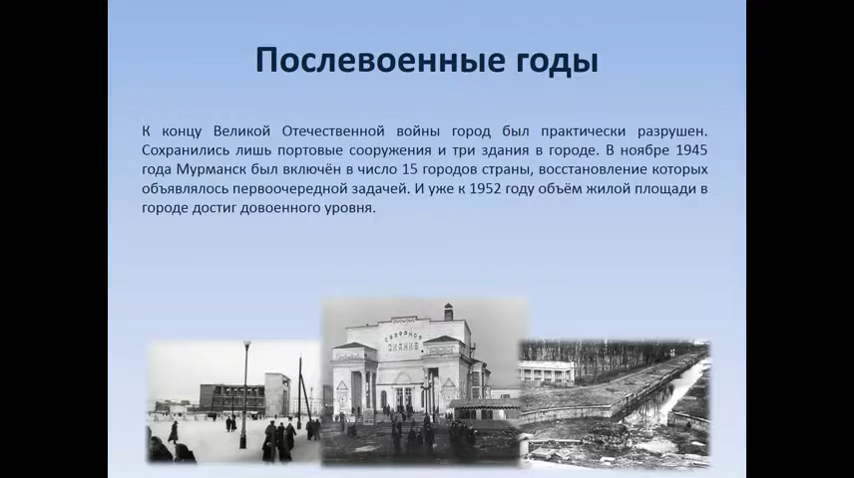 Послевоенные годы
К концу Великой Отечественной войны город был практически разрушен.
Сохранились лишь портовые сооружения и три здания в городе. В ноябре 1945
года Мурманск был включён в число 15 городов страны, восстановление которых
объявлялось первоочередной задачей. И уже к 1952 году объём жилой площади в
городе достиг довоенного уровня.
СЕВЕРНОЕ
СИЯНИЕ